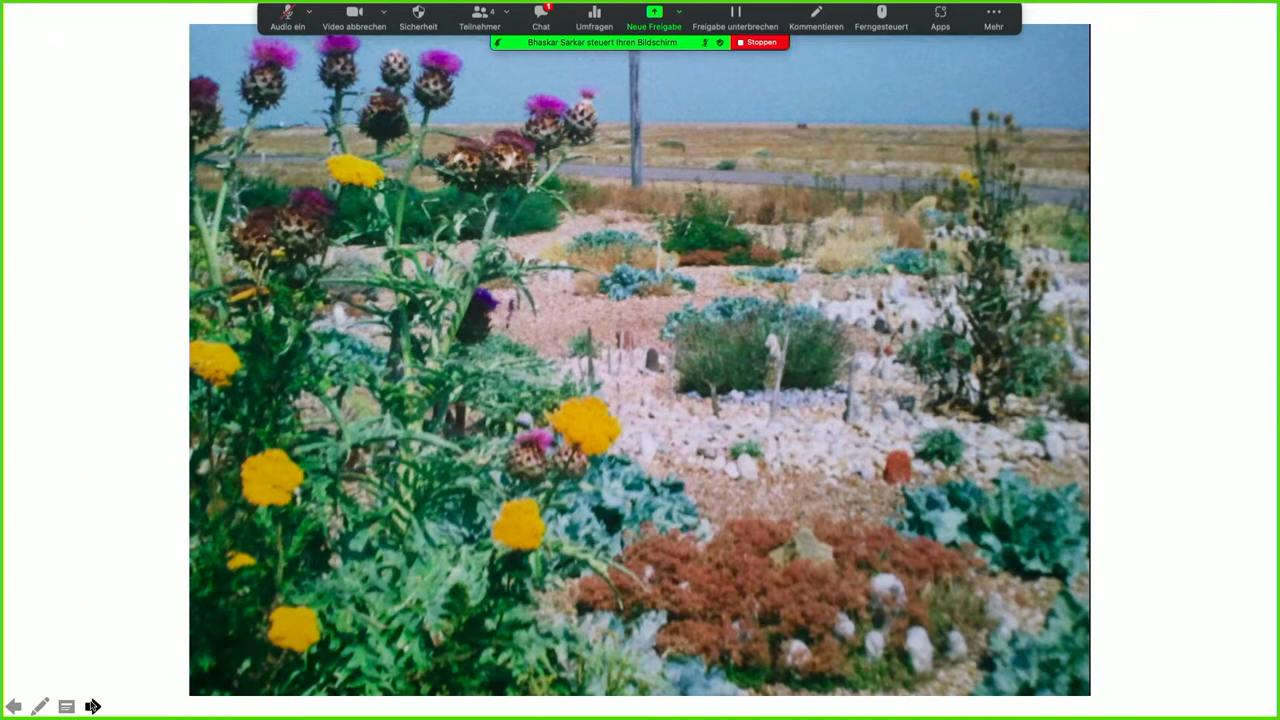 Audio ein
Video abbrechen
Sicherheit
Teilnehmer
4
Chat
1
Umfragen
Neue Freigabe
Freigabe unterbrechen
Kommentieren
Ferngesteuert
Apps
Mehr
Bhaskar Sarkar steuert Ihren Bildschirm
Stoppen